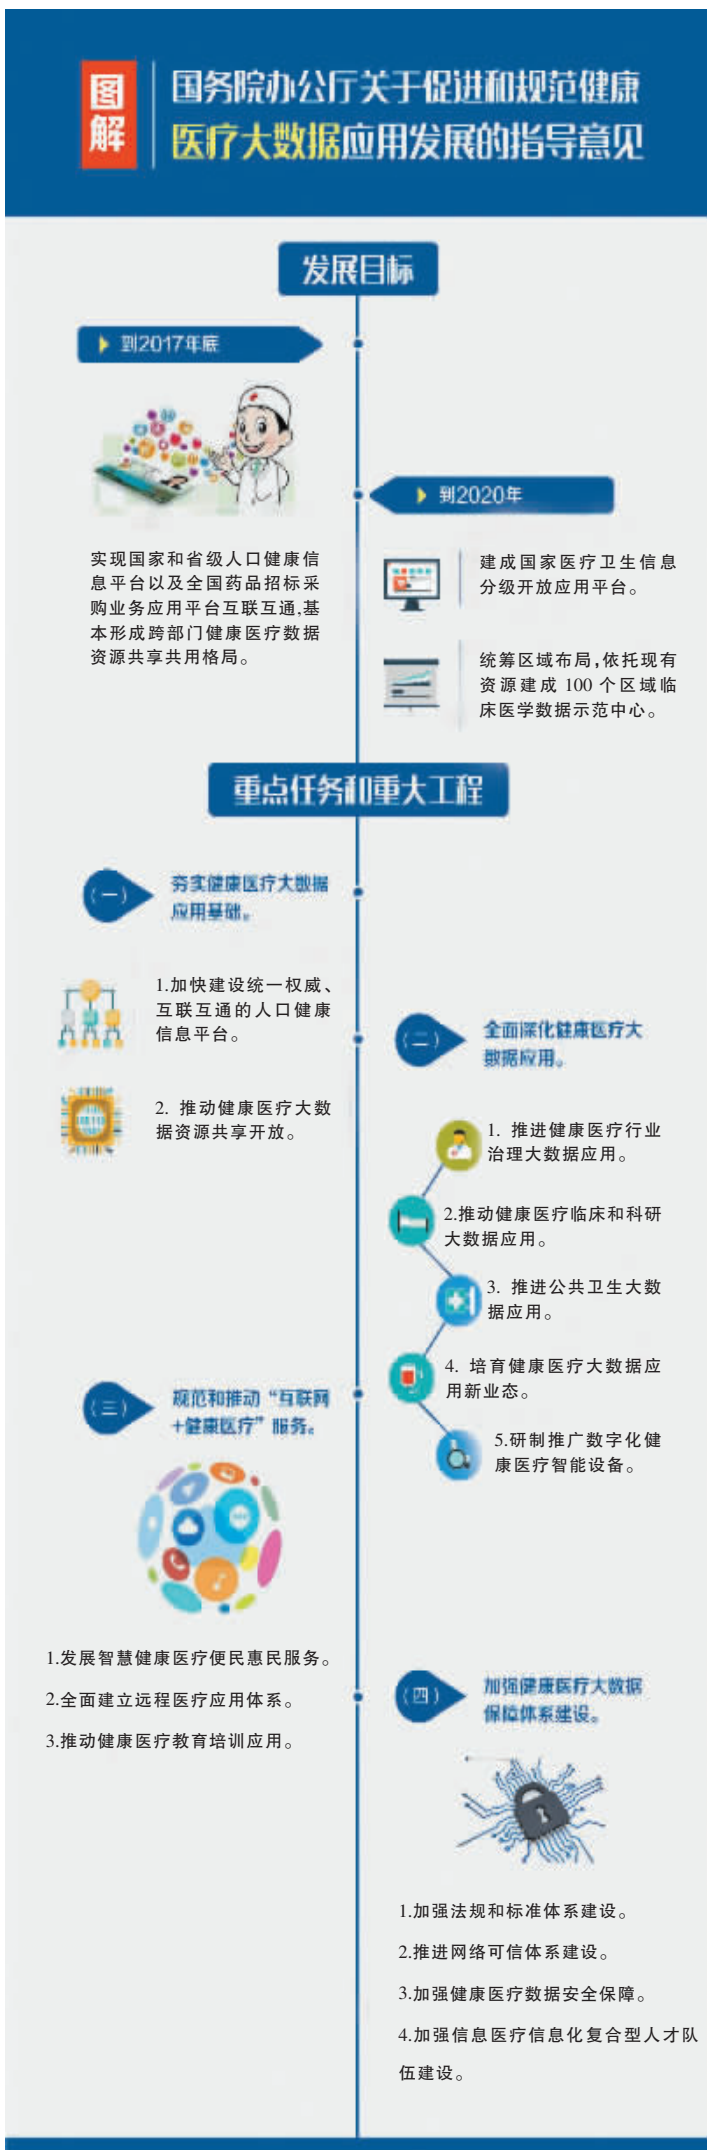 图解
国务院办公厅关于促进和规范健康
医疗大数据应用发展的指导意见
发展目标
到2017年底
实现国家和省级人口健康信
息平台以及全国药品招标采
购业务应用平台互联互通,基
本形成跨部门健康医疗数据
资源共享共用格局。
到2020年
建成国家医疗卫生信息
分级开放应用平台。
统筹区域布局,依托现有
资源建成 100 个区域临
床医学数据示范中心。
重点任务和重大工程
(一)
夯实健康医疗大数据
应用基础。
1.加快建设统一权威、
互联互通的人口健康
信息平台。
2. 推动健康医疗大数
据资源共享开放。
(二)
全面深化健康医疗大
数据应用。
1. 推进健康医疗行业
治理大数据应用。
2.推动健康医疗临床和科研
大数据应用。
3. 推进公共卫生大数
据应用。
4. 培育健康医疗大数据应
用新业态。
5.研制推广数字化健
康医疗智能设备。
(三)
规范和推动“互联网
+健康医疗”服务。
1.发展智慧健康医疗便民惠民服务。
2.全面建立远程医疗应用体系。
3.推动健康医疗教育培训应用。
(四)
加强健康医疗大数据
保障体系建设。
1.加强法规和标准体系建设。
2.推进网络可信体系建设。
3.加强健康医疗数据安全保障。
4.加强信息医疗信息化复合型人才队
伍建设。